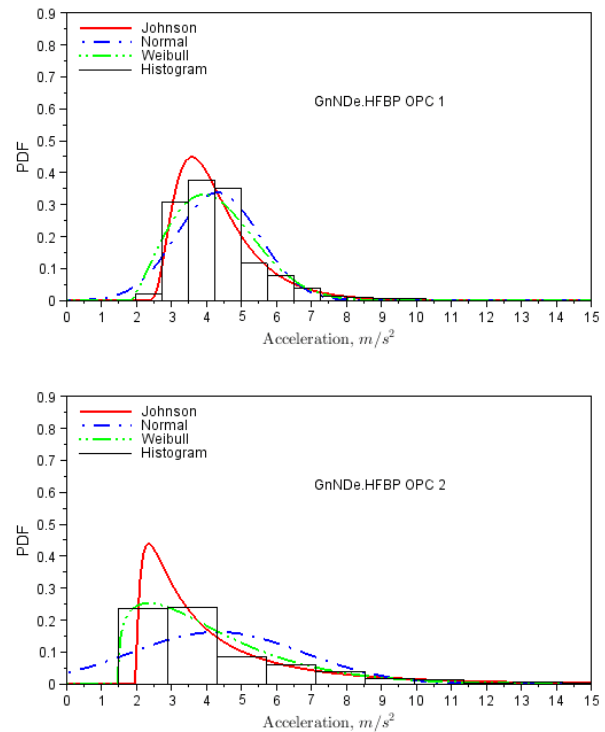 0.9
0.8
0.7
0.6
0.5
0.4
0.3
0.2
0.1
0
PDF
Johnson
Normal
Weibull
Histogram
GnNDe.HFBP OPC 1
0 1 2 3 4 5 6 7 8 9 10 11 12 13 14 15
Acceleration, m/s²
0.9
0.8
0.7
0.6
0.5
0.4
0.3
0.2
0.1
0
PDF
Johnson
Normal
Weibull
Histogram
GnNDe.HFBP OPC 2
0 1 2 3 4 5 6 7 8 9 10 11 12 13 14 15
Acceleration, m/s²